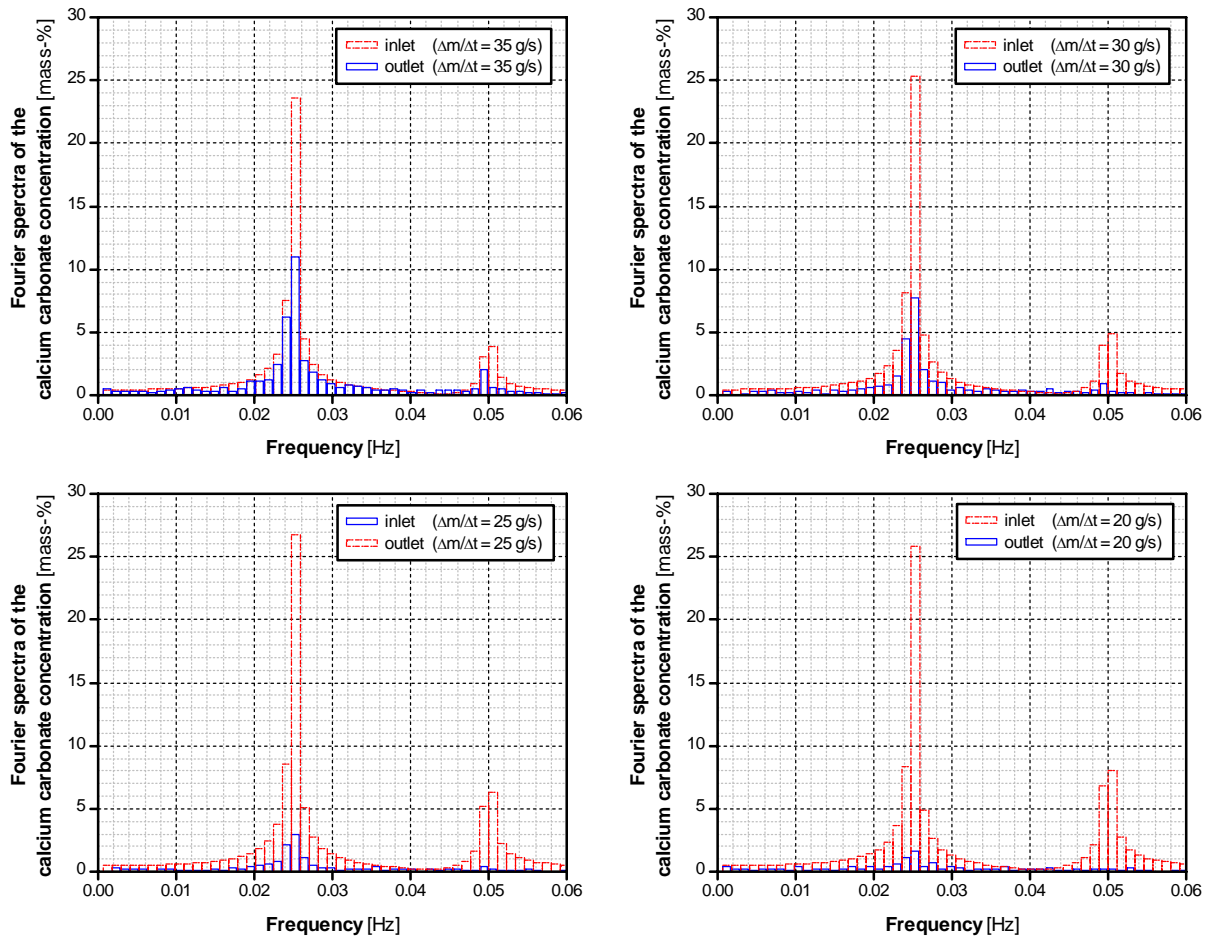 Fourier sperctra of the
calcium carbonate concentration [mass-%]
30
25
20
15
10
5
0
inlet (Δm/Δt = 35 g/s)
outlet (Δm/Δt = 35 g/s)
0.00 0.01 0.02 0.03 0.04 0.05 0.06
Frequency [Hz]
Fourier sperctra of the
calcium carbonate concentration [mass-%]
30
25
20
15
10
5
0
inlet (Δm/Δt = 30 g/s)
outlet (Δm/Δt = 30 g/s)
0.00 0.01 0.02 0.03 0.04 0.05 0.06
Frequency [Hz]
Fourier sperctra of the
calcium carbonate concentration [mass-%]
30
25
20
15
10
5
0
inlet (Δm/Δt = 25 g/s)
outlet (Δm/Δt = 25 g/s)
0.00 0.01 0.02 0.03 0.04 0.05 0.06
Frequency [Hz]
Fourier sperctra of the
calcium carbonate concentration [mass-%]
30
25
20
15
10
5
0
inlet (Δm/Δt = 20 g/s)
outlet (Δm/Δt = 20 g/s)
0.00 0.01 0.02 0.03 0.04 0.05 0.06
Frequency [Hz]